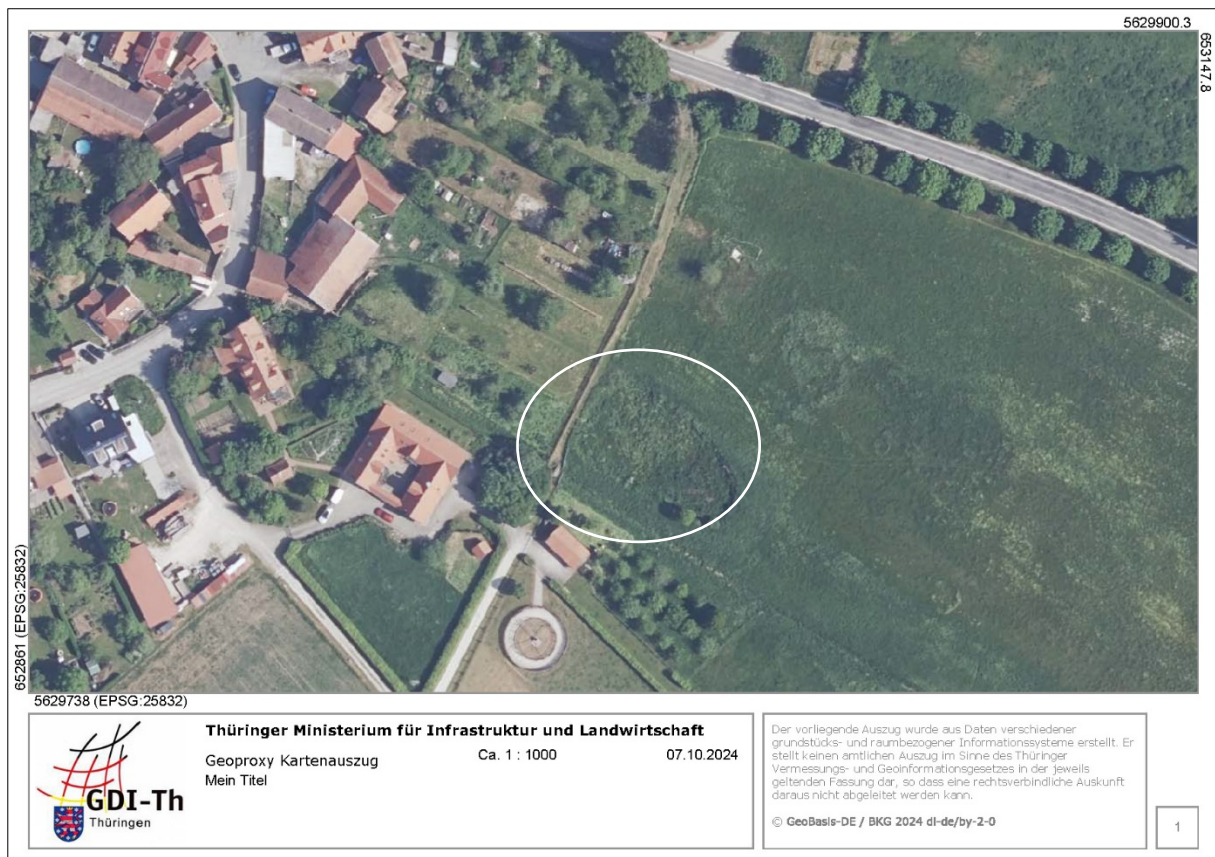 5629900.3
653147.8
652861 (EPSG:25832)
5629738 (EPSG:25832)
GDI-Th
Thüringen
Thüringer Ministerium für Infrastruktur und Landwirtschaft
Geoproxy Kartenauszug
Ca. 1 : 1000
07.10.2024
Mein Titel
Der vorliegende Auszug wurde aus Daten verschiedener
grundstücks- und raumbezogener Informationssysteme erstellt. Er
stellt keinen amtlichen Auszug im Sinne des Thüringer
Vermessungs- und Geoinformationsgesetzes in der jeweils
geltenden Fassung dar, so dass eine rechtsverbindliche Auskunft
daraus nicht abgeleitet werden kann.
© GeoBasis-DE / BKG 2024 dl-de/by-2-0
1